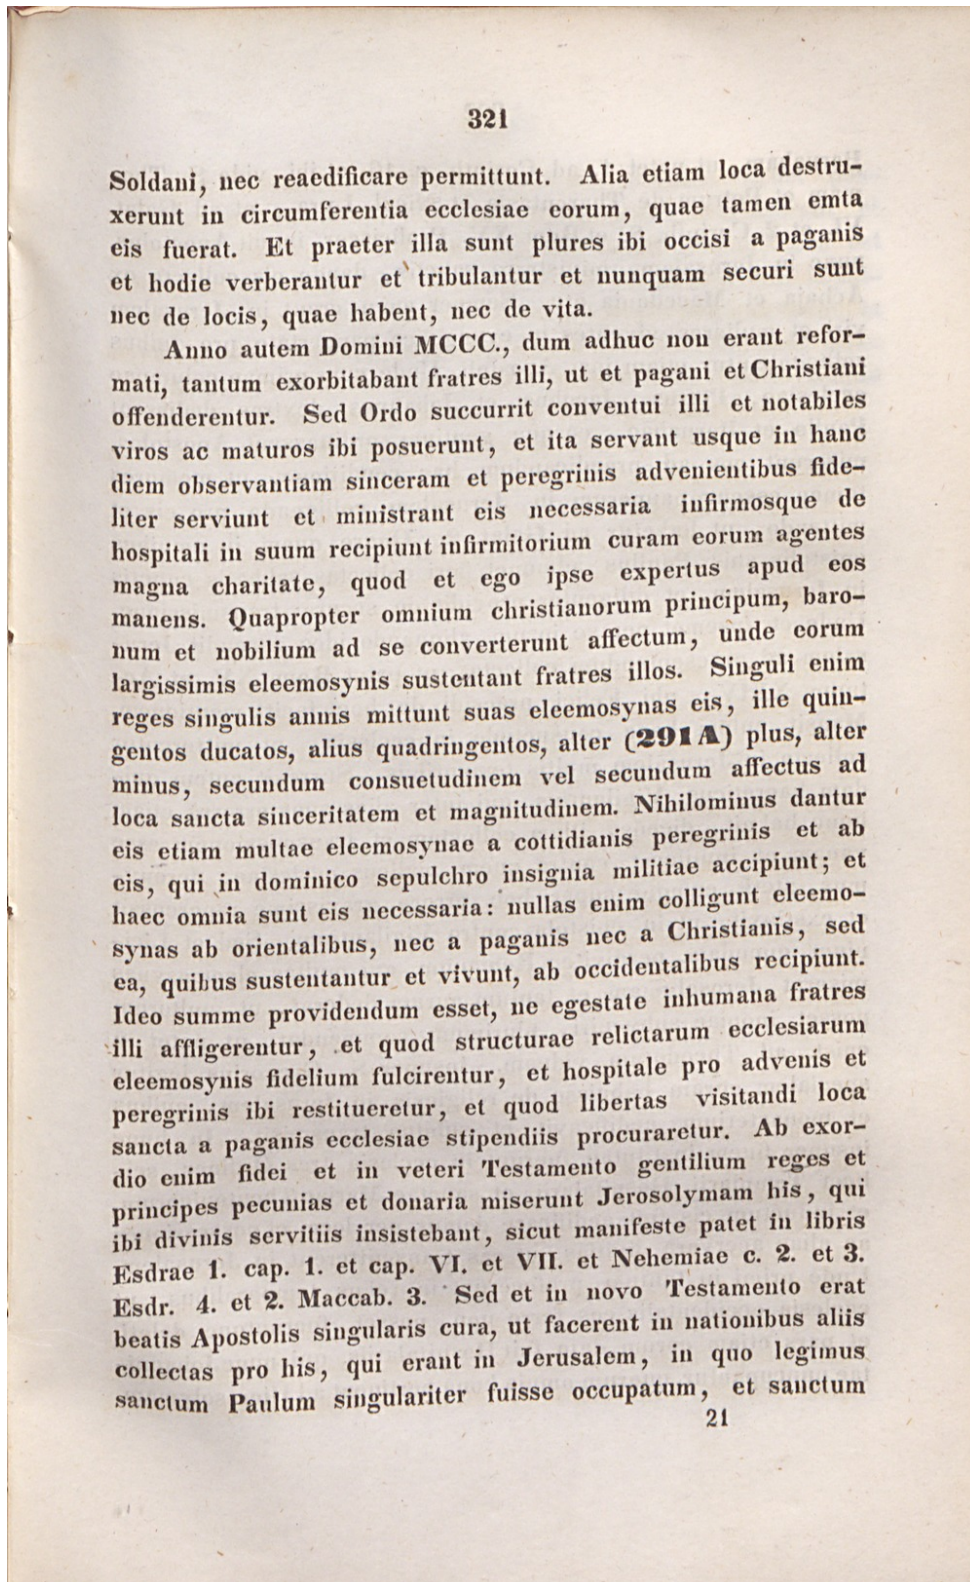 321
Soldani, nec reaedificare permittunt. Alia etiam loca destru-
xerunt in circumferentia ecclesiae eorum, quae tamen emta
eis fuerat. Et praeter illa sunt plures ibi occisi a paganis
et hodie verberantur et tribulantur et nunquam securi sunt
nec de locis, quae habent, nec de vita.
Anno autem Domini MCCC., dum adhuc non erant refor-
mati, tantum exorbitabant fratres illi, ut et pagani et Christiani
offenderentur. Sed Ordo succurrit conventui illi et notabiles
viros ac maturos ibi posuerunt, et ita servant usque in hanc
diem observantiam sinceram et peregrinis advenientibus fide-
liter serviunt et ministrant eis necessaria infirmosque de
hospitali in suum recipiunt infirmitorium curam eorum agentes
magna charitate, quod et ego ipse expertus apud eos
manens. Quapropter omnium christianorum principum, baro-
num et nobilium ad se converterunt affectum, unde eorum
largissimis eleemosynis sustentant fratres illos. Singuli enim
reges singulis annis mittunt suas eleemosynas eis, ille quin-
gentos ducatos, alius quadringentos, alter (291 A) plus, alter
minus, secundum consuetudinem vel secundum affectus ad
loca sancta sinceritatem et magnitudinem. Nihilominus dantur
eis etiam multae eleemosynae a cottidianis peregrinis et ab
eis, qui in dominico sepulchro insignia militiae accipiunt; et
haec omnia sunt eis necessaria: nullas enim colligunt eleemo-
synas ab orientalibus, nec a paganis nec a Christianis, sed
ea, quibus sustentantur et vivunt, ab occidentalibus recipiunt.
Ideo summe providendum esset, ne egestate inhumana fratres
illi affligerentur, et quod structurae relictarum ecclesiarum
eleemosynis fidelium fulcirentur, et hospitale pro advenis et
peregrinis ibi restitueretur, et quod libertas visitandi loca
sancta a paganis ecclesiae stipendiis procuraretur. Ab exor-
dio enim fidei et in veteri Testamento gentilium reges et
principes pecunias et donaria miserunt Jerosolymam his, qui
ibi divinis servitiis insistebant, sicut manifeste patet in libris
Esdrae 1. cap. 1. et cap. VI. et VII. et Nehemiae c. 2. et 3.
Esdr. 4. et 2. Maccab. 3. Sed et in novo Testamento erat
beatis Apostolis singularis cura, ut facerent in nationibus aliis
collectas pro his, qui erant in Jerusalem, in quo legimus
sanctum Paulum singulariter fuisse occupatum, et sanctum
21